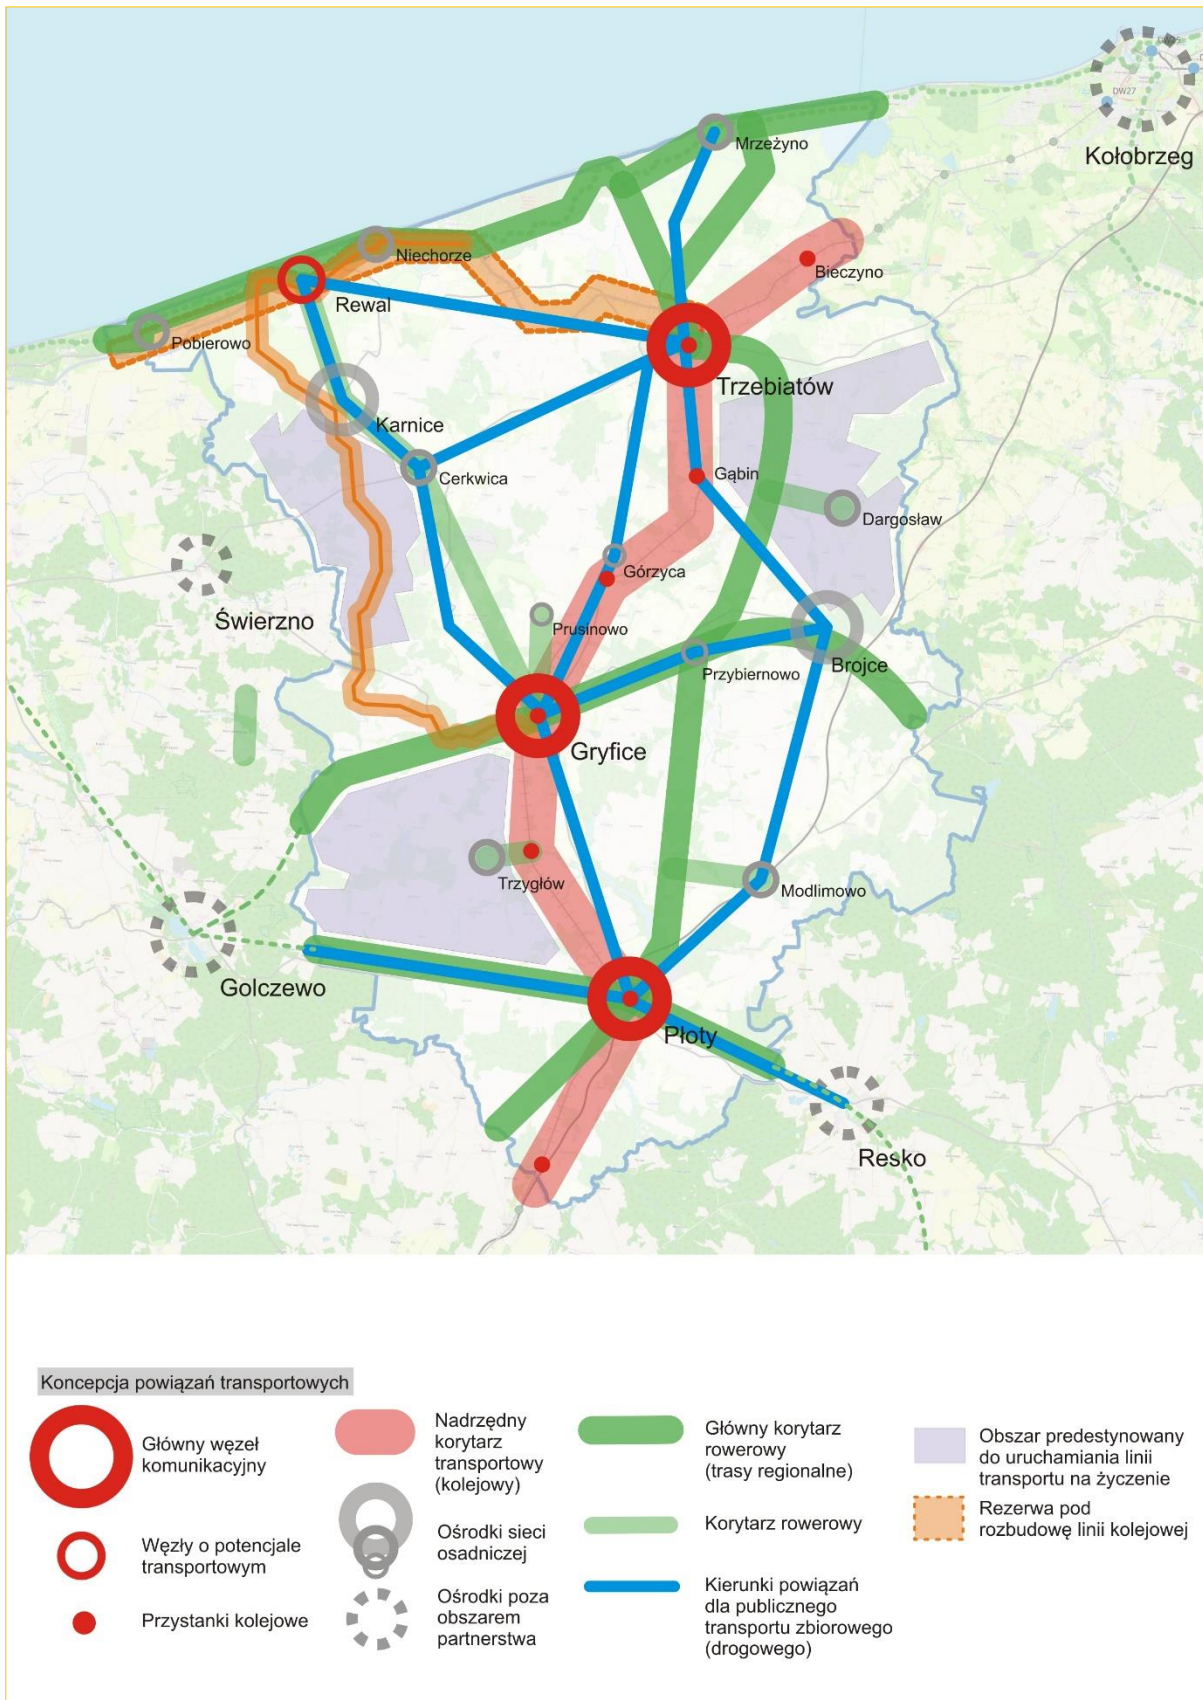 DW27
Kołobrzeg
Mrzeżyno
Niechorze
Bieczyno
Rewal
Pobierowo
Trzebiatów
Karnice
Cerkwica
Gąbin
Dargosław
Górzyca
Świerzno
Prusinowo
Przybiernowo
Brojce
Gryfice
Trzygłów
Modlimowo
Golczewo
Płoty
Resko
Koncepcja powiązań transportowych
Główny węzeł
komunikacyjny
Węzły o potencjale
transportowym
Przystanki kolejowe
Nadrzędny
korytarz
transportowy
(kolejowy)
Ośrodki sieci
osadniczej
Ośrodki poza
obszarem
partnerstwa
Główny korytarz
rowerowy
(trasy regionalne)
Korytarz rowerowy
Kierunki powiązań
dla publicznego
transportu zbiorowego
(drogowego)
Obszar predestynowany
do uruchamiania linii
transportu na życzenie
Rezerwa pod
rozbudowę linii kolejowej